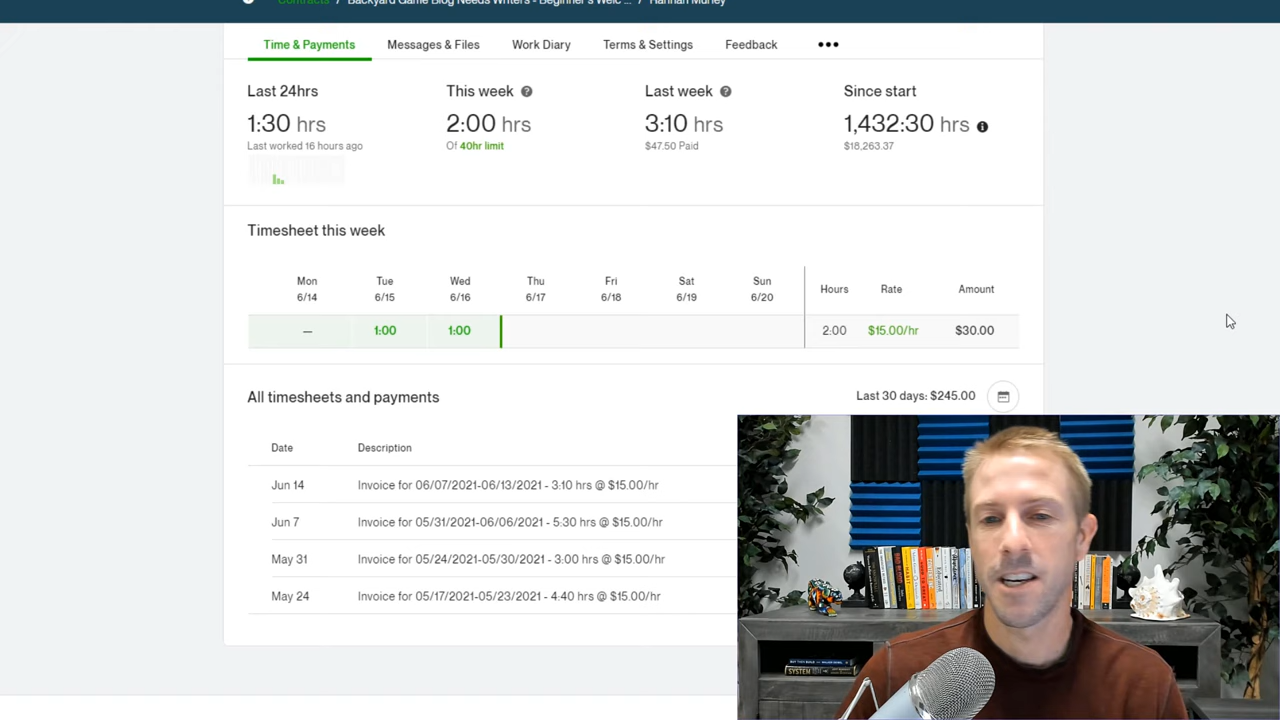 Contracts / Backyard Game Blog Needs Writers - Beginner's Welc ... / Hannah Murley
Time & Payments Messages & Files Work Diary Terms & Settings Feedback
Last 24hrs This week Last week Since start
1:30 hrs 2:00 hrs 3:10 hrs 1,432:30 hrs
Last worked 16 hours ago Of 40hr limit $47.50 Paid $18,263.37
Timesheet this week
Mon Tue Wed Thu Fri Sat Sun Hours Rate Amount
6/14 6/15 6/16 6/17 6/18 6/19 6/20
— 1:00 1:00 2:00 $15.00/hr $30.00
All timesheets and payments Last 30 days: $245.00
Date Description
Jun 14 Invoice for 06/07/2021-06/13/2021 - 3:10 hrs @ $15.00/hr
Jun 7 Invoice for 05/31/2021-06/06/2021 - 5:30 hrs @ $15.00/hr
May 31 Invoice for 05/24/2021-05/30/2021 - 3:00 hrs @ $15.00/hr
May 24 Invoice for 05/17/2021-05/23/2021 - 4:40 hrs @ $15.00/hr
SYSTEM